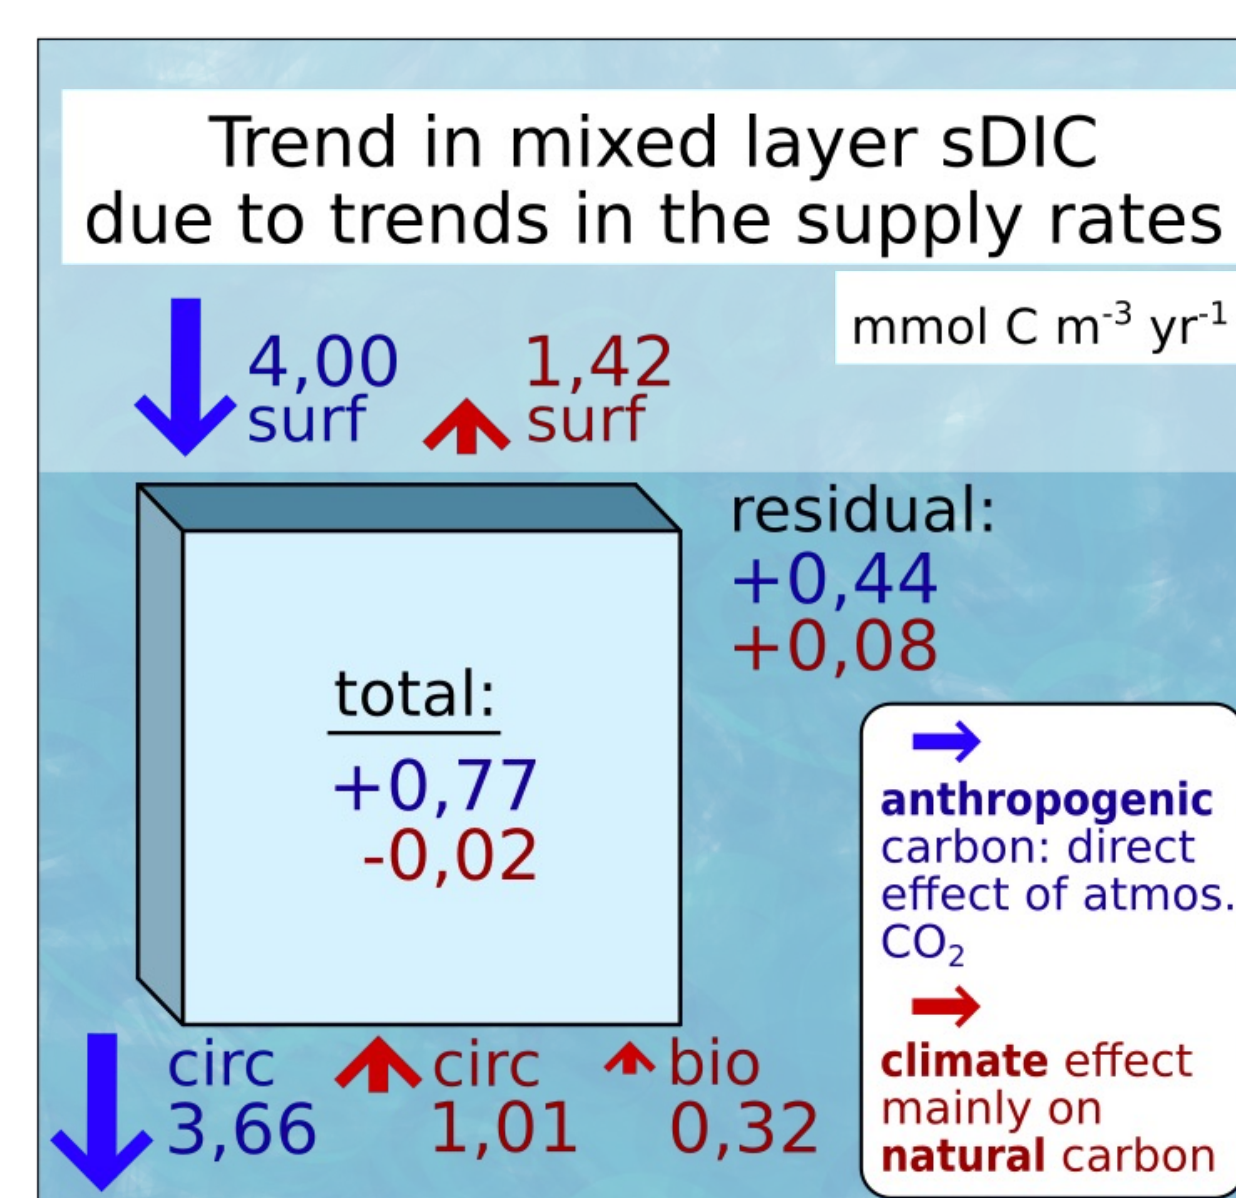 Trend in mixed layer sDIC
due to trends in the supply rates
mmol C m⁻³ yr⁻¹
4,00
surf
1,42
surf
residual:
+0,44
+0,08
total:
+0,77
-0,02
anthropogenic
carbon: direct
effect of atmos.
CO₂
climate effect
mainly on
natural carbon
circ
3,66
circ
1,01
bio
0,32